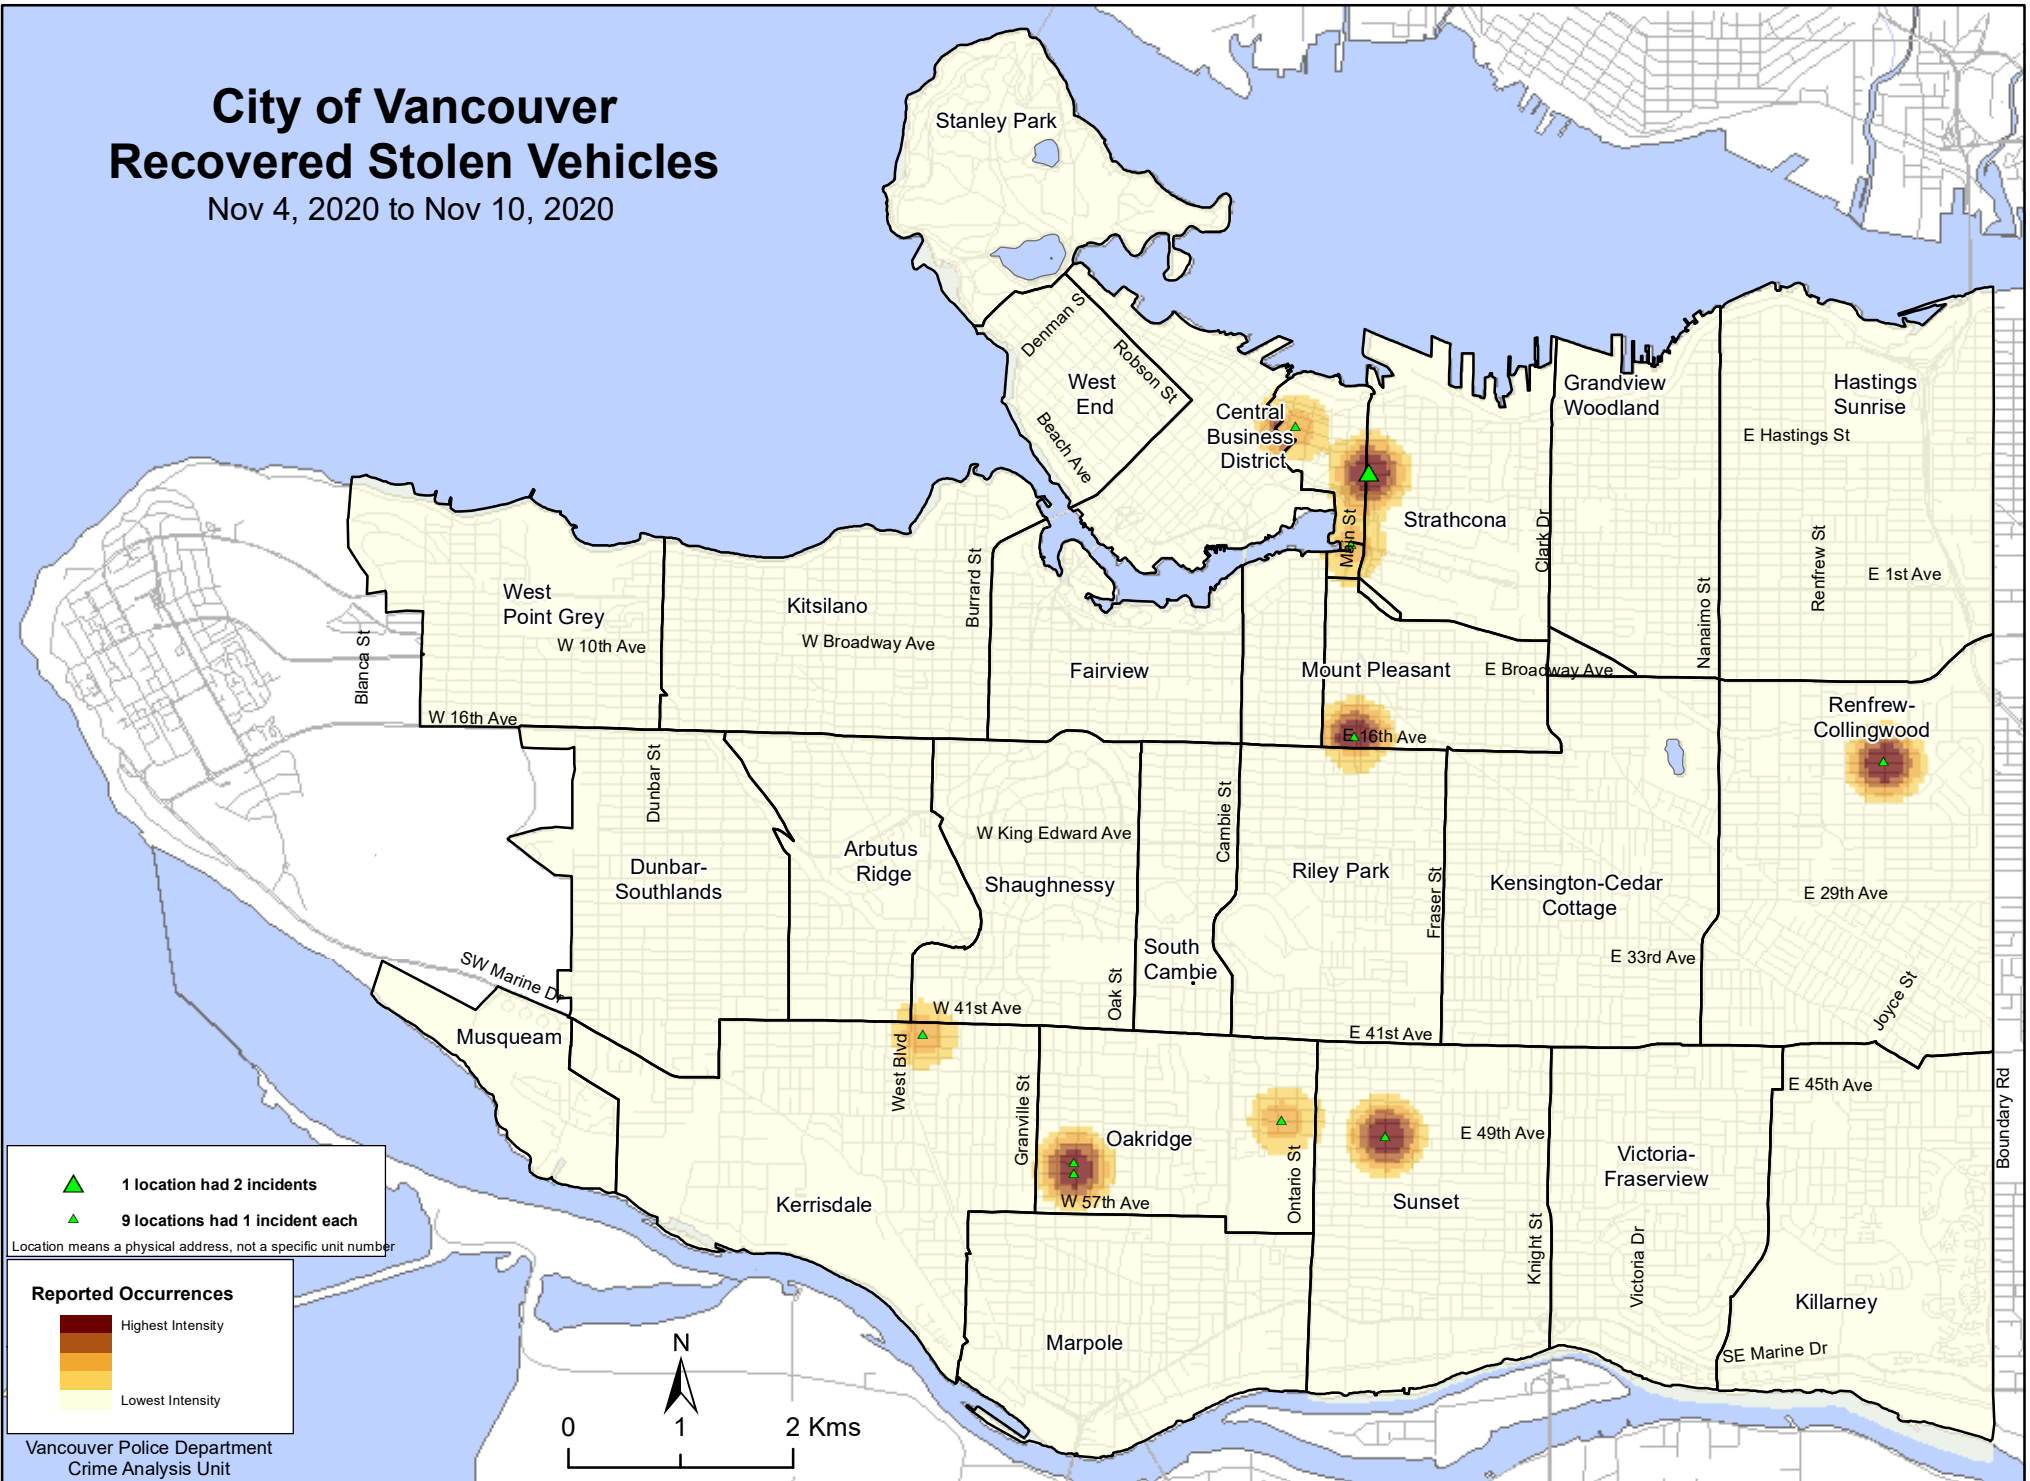 City of Vancouver
Recovered Stolen Vehicles
Nov 4, 2020 to Nov 10, 2020
Stanley Park
Denman S
Robson St
West
End
Beach Ave
Central
Business
District
Grandview
Woodland
Hastings
Sunrise
E Hastings St
Strathcona
Main St
Clark Dr
Nanaimo St
Renfrew St
E 1st Ave
West
Point Grey
W 10th Ave
Blanca St
W 16th Ave
Kitsilano
W Broadway Ave
Burrard St
Fairview
Mount Pleasant
E Broadway Ave
E 16th Ave
Renfrew-
Collingwood
Dunbar St
Dunbar-
Southlands
Arbutus
Ridge
W King Edward Ave
Shaughnessy
Cambie St
South
Cambie
Oak St
Riley Park
Fraser St
Kensington-Cedar
Cottage
E 29th Ave
E 33rd Ave
Joyce St
SW Marine Dr
Musqueam
W 41st Ave
E 41st Ave
West Blvd
Granville St
Oakridge
W 57th Ave
Ontario St
E 49th Ave
Sunset
Knight St
Victoria-
Fraserview
Victoria Dr
E 45th Ave
Boundary Rd
Kerrisdale
Marpole
Killarney
SE Marine Dr
1 location had 2 incidents
9 locations had 1 incident each
Location means a physical address, not a specific unit number
Reported Occurrences
Highest Intensity
Lowest Intensity
Vancouver Police Department
Crime Analysis Unit
N
0 1 2 Kms